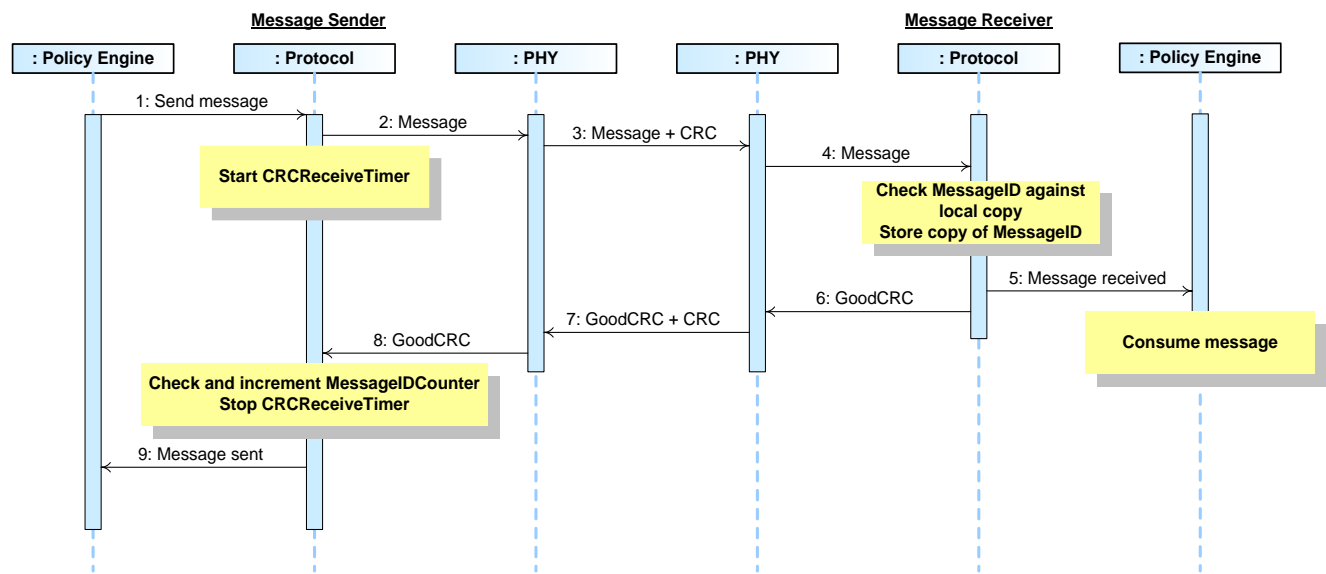 Message Sender
Message Receiver
: Policy Engine
: Protocol
: PHY
: PHY
: Protocol
: Policy Engine
1: Send message
2: Message
3: Message + CRC
4: Message
Start CRCReceiveTimer
Check MessageID against
local copy
Store copy of MessageID
5: Message received
6: GoodCRC
7: GoodCRC + CRC
8: GoodCRC
Consume message
Check and increment MessageIDCounter
Stop CRCReceiveTimer
9: Message sent